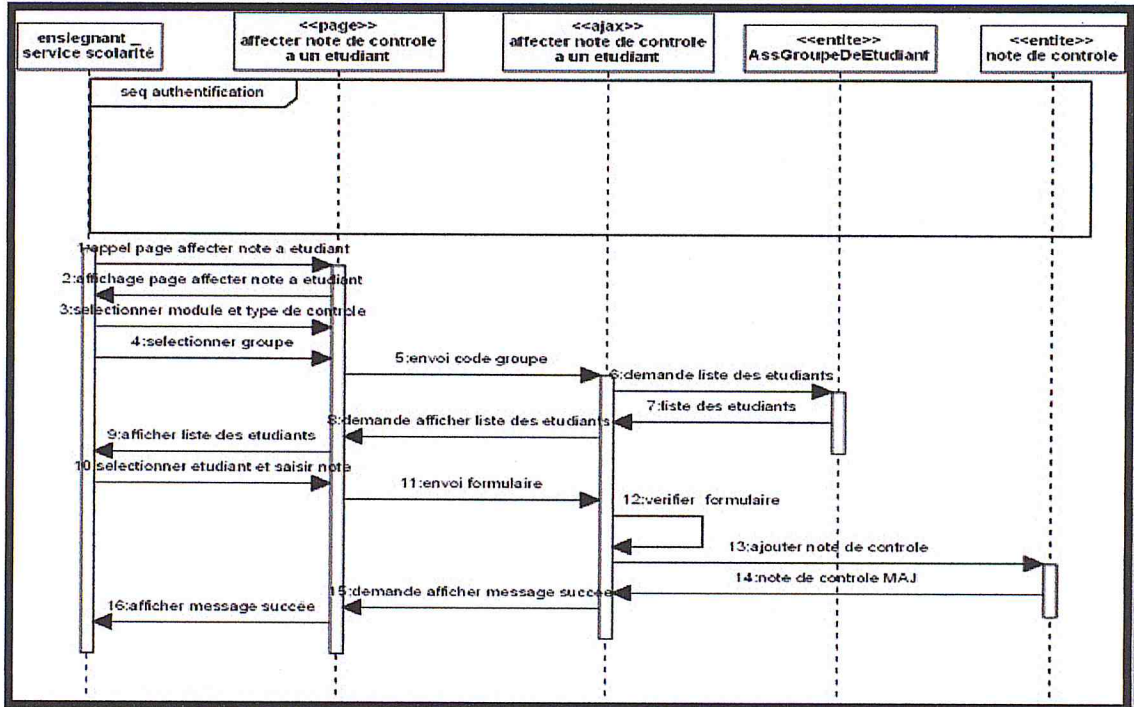 ensiegnant _
service scolarité
<<page>>
affecter note de controle
a un etudiant
<<ajax>>
affecter note de controle
a un etudiant
<<entite>>
AssGroupeDeEtudiant
<<entite>>
note de controle
seq authentification
1:appel page affecter note a etudiant
2:affichage page affecter note a etudiant
3:selectionner module et type de controle
4:selectionner groupe
5:envoi code groupe
6:demande liste des etudiants
7:liste des etudiants
8:demande afficher liste des etudiants
9:afficher liste des etudiants
10:selectionner etudiant et saisir note
11:envoi formulaire
12:verifier formulaire
13:ajouter note de controle
14:note de controle MAJ
15:demande afficher message succée
16:afficher message succée